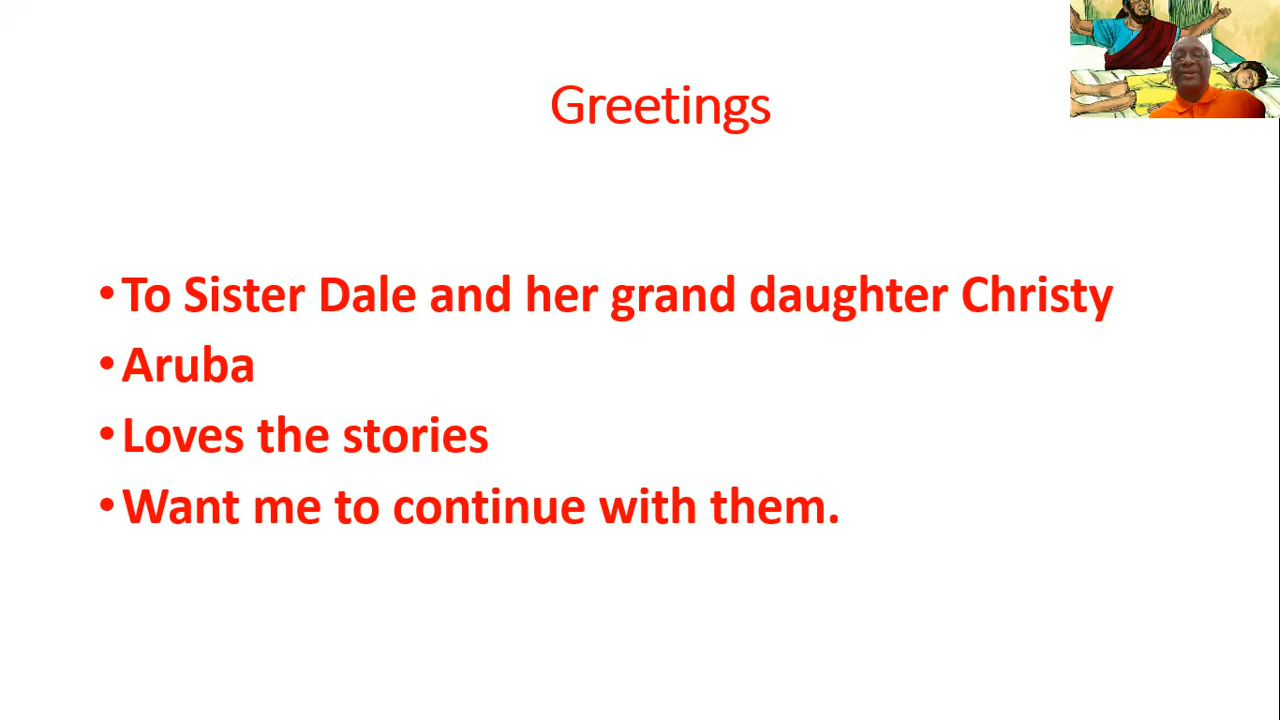 Greetings
•To Sister Dale and her grand daughter Christy
•Aruba
•Loves the stories
•Want me to continue with them.